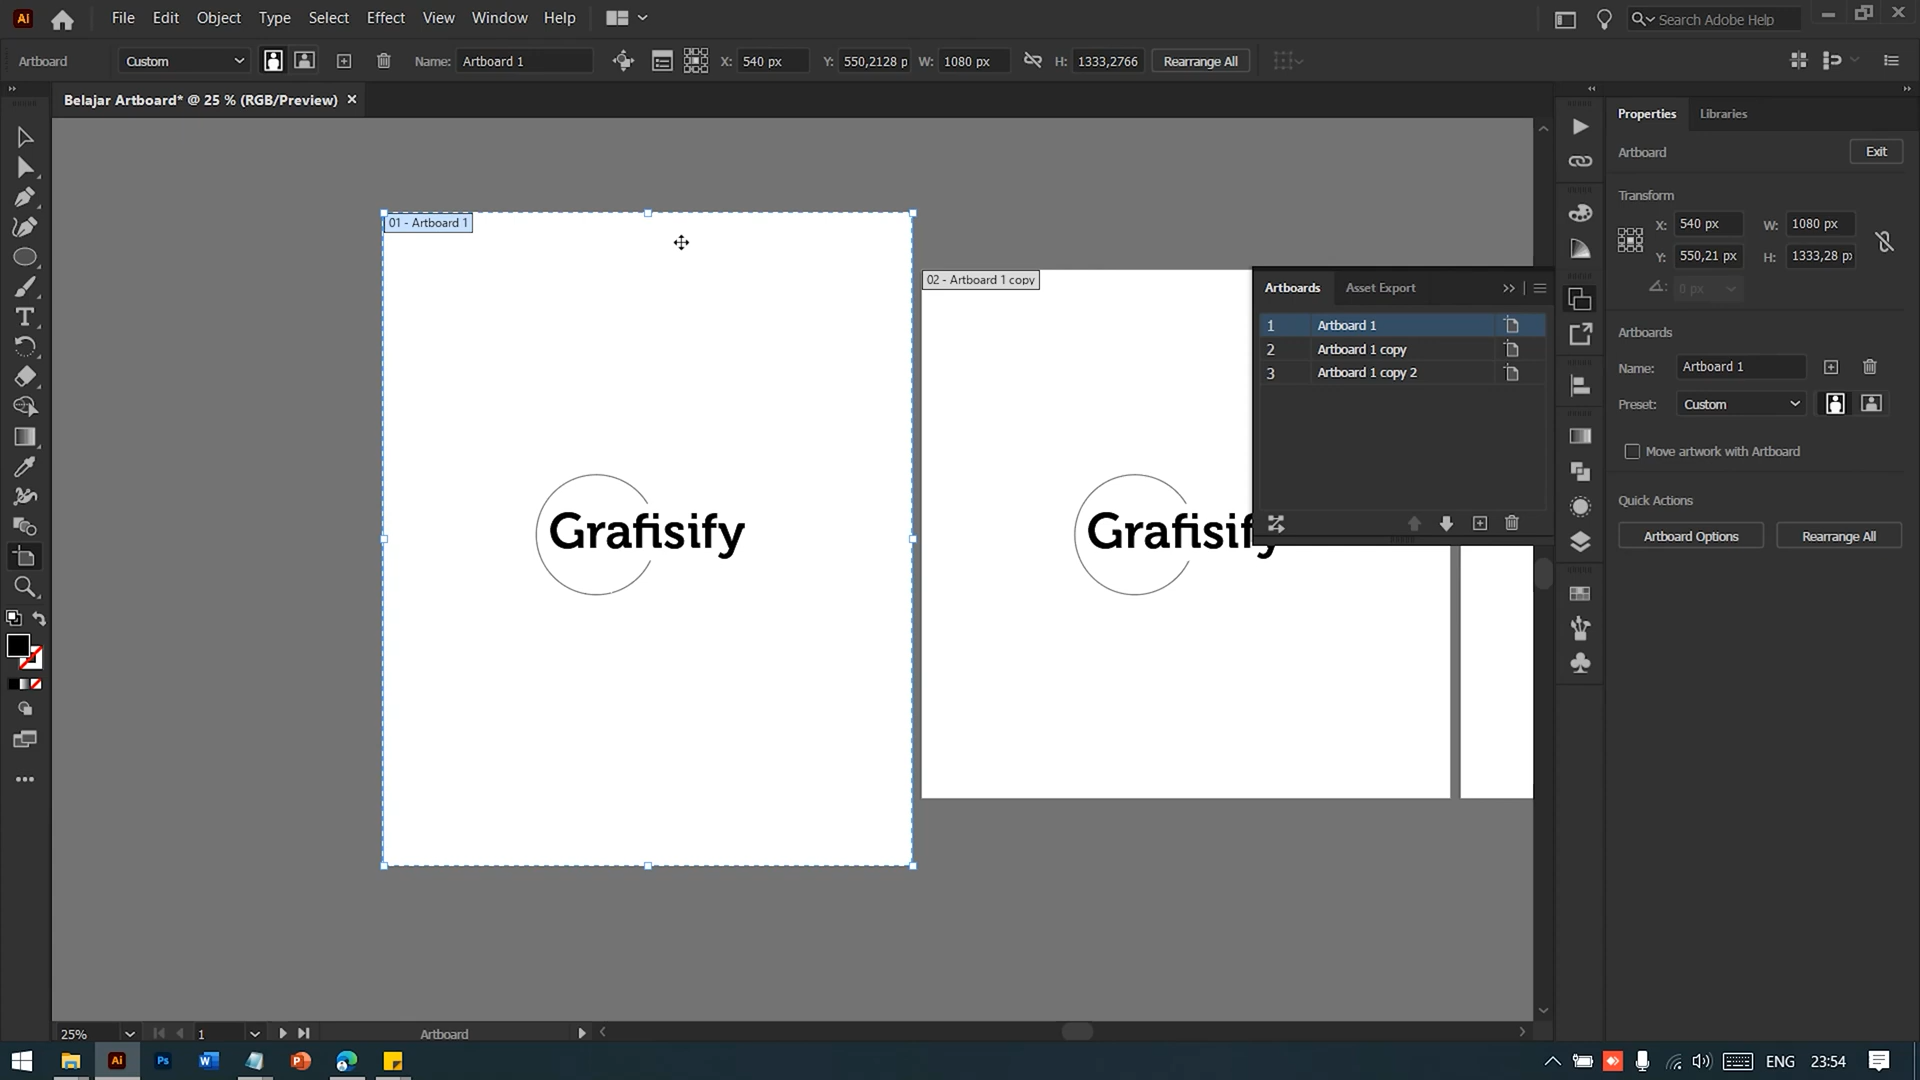 Ai File Edit Object Type Select Effect View Window Help Search Adobe Help
Artboard Custom Name: Artboard 1 X: 540 px Y: 550,2128 p W: 1080 px H: 1333,2766 Rearrange All
Belajar Artboard* @ 25 % (RGB/Preview)
Properties Libraries
Artboard Exit
Transform
X: 540 px W: 1080 px
Y: 550,21 px H: 1333,28 px
0 px
Artboards
Name: Artboard 1
Preset: Custom
Move artwork with Artboard
Quick Actions
Artboard Options Rearrange All
01 - Artboard 1
02 - Artboard 1 copy
Artboards Asset Export
1 Artboard 1
2 Artboard 1 copy
3 Artboard 1 copy 2
Grafisify
Grafisify
25% 1 Artboard
Ai Ps W P ENG 23:54